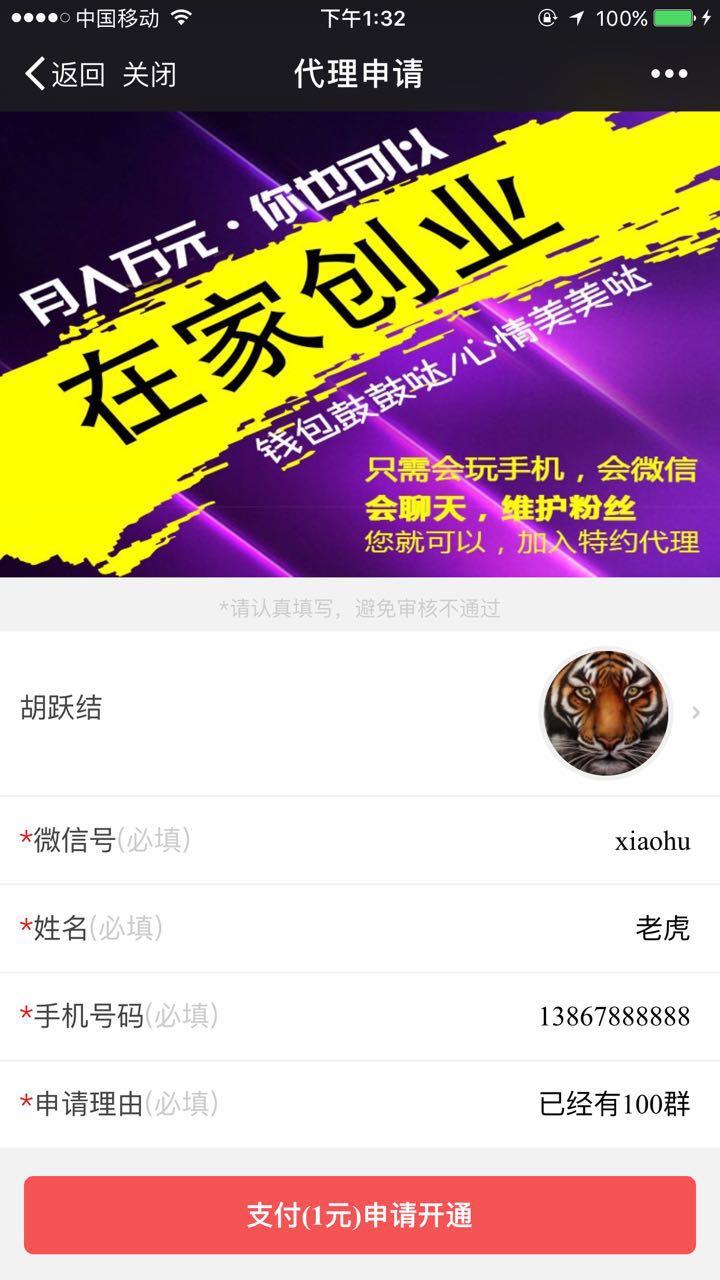 中国移动
下午1:32
100%
返回 关闭
代理申请
月入万元·你也可以
在家创业
钱包鼓鼓哒/心情美美哒
只需会玩手机，会微信
会聊天，维护粉丝
您就可以，加入特约代理
*请认真填写，避免审核不通过
胡跃结
*微信号(必填)
xiaohu
*姓名(必填)
老虎
*手机号码(必填)
13867888888
*申请理由(必填)
已经有100群
支付(1元)申请开通